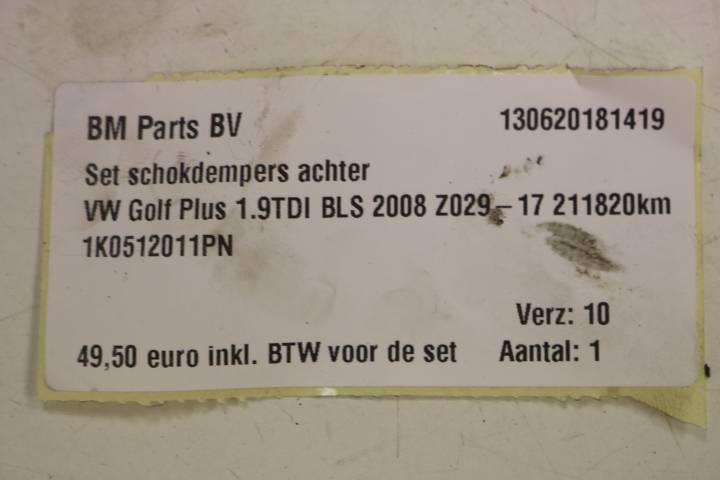 BM Parts BV 130620181419
Set schokdempers achter
VW Golf Plus 1.9TDI BLS 2008 Z029-17 211820km
1K0512011PN
Verz: 10
49,50 euro inkl. BTW voor de set Aantal: 1